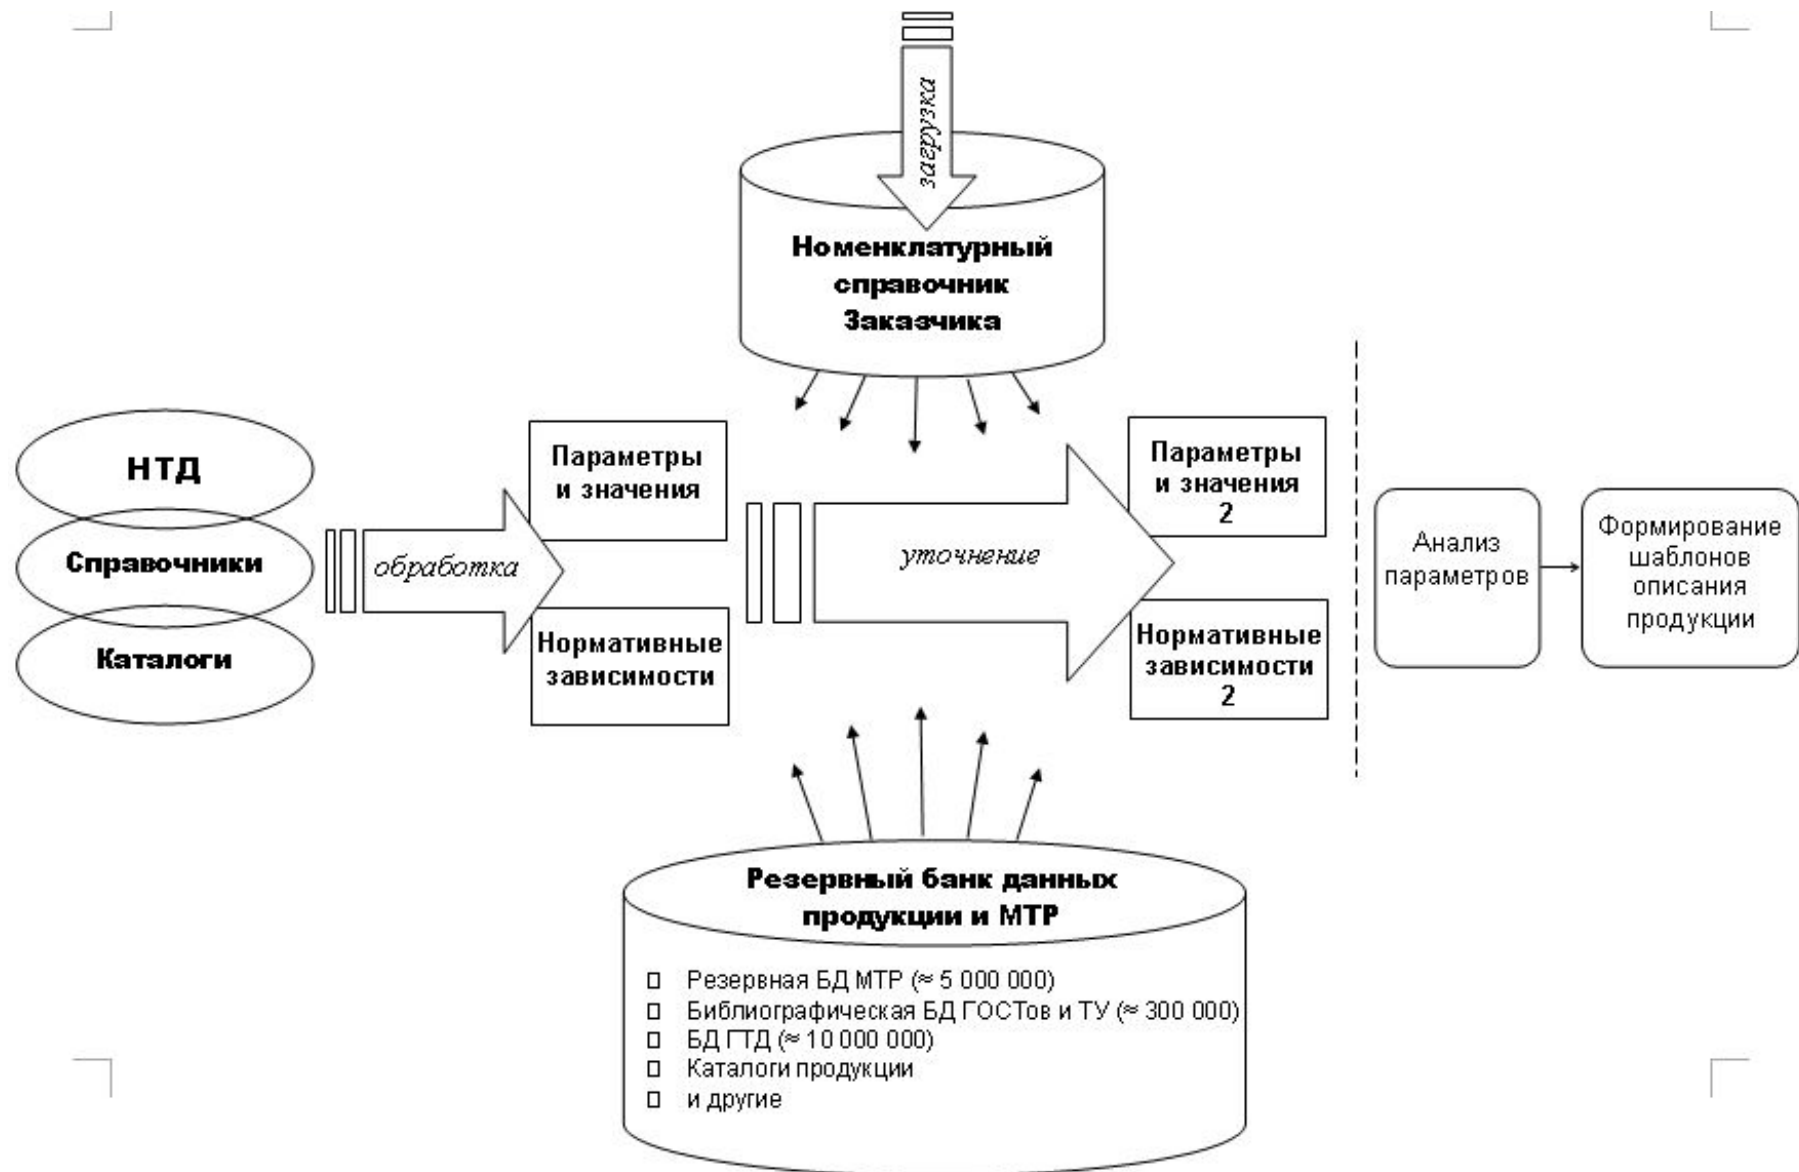 загрузка
Номенклатурный
справочник
Заказчика
НТД
Справочники
Каталоги
обработка
Параметры
и значения
Нормативные
зависимости
уточнение
Параметры
и значения
2
Нормативные
зависимости
2
Анализ
параметров
Формирование
шаблонов
описания
продукции
Резервный банк данных
продукции и МТР
Резервная БД МТР (≈ 5 000 000)
Библиографическая БД ГОСТов и ТУ (≈ 300 000)
БД ГТД (≈ 10 000 000)
Каталоги продукции
и другие